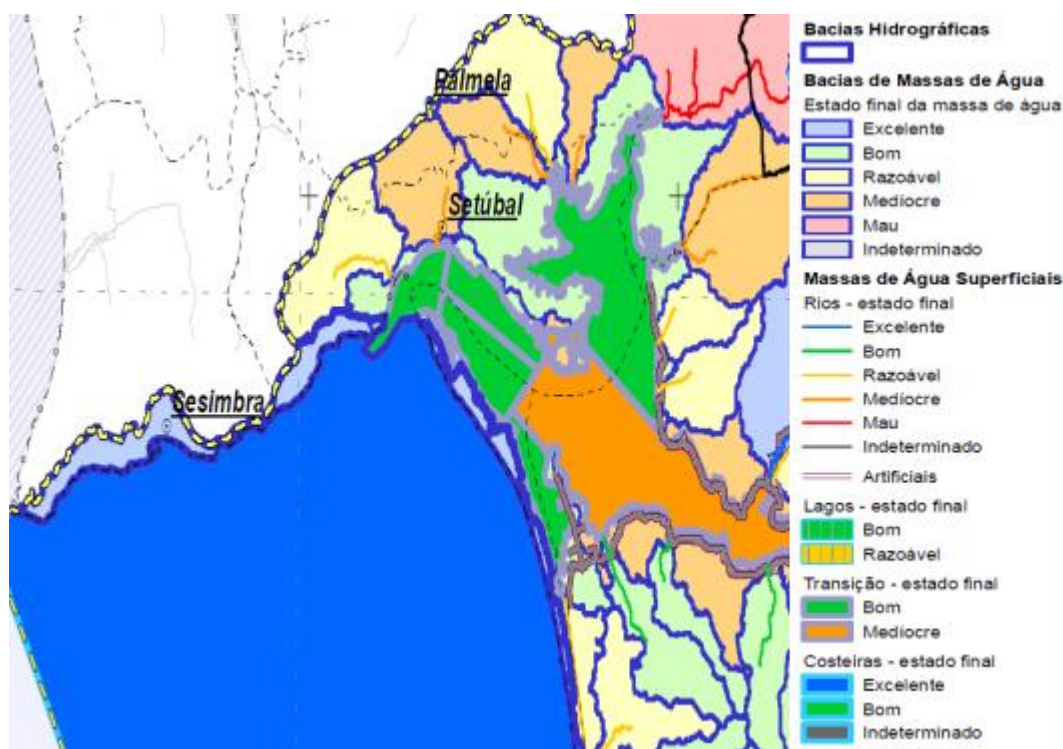 Palmela
Setúbal
Sesimbra
Bacias Hidrográficas
Bacias de Massas de Água
Estado final da massa de água
Excelente
Bom
Razoável
Medíocre
Mau
Indeterminado
Massas de Água Superficiais
Rios - estado final
Excelente
Bom
Razoável
Medíocre
Mau
Indeterminado
Artificiais
Lagos - estado final
Bom
Razoável
Transição - estado final
Bom
Medíocre
Costeiras - estado final
Excelente
Bom
Indeterminado